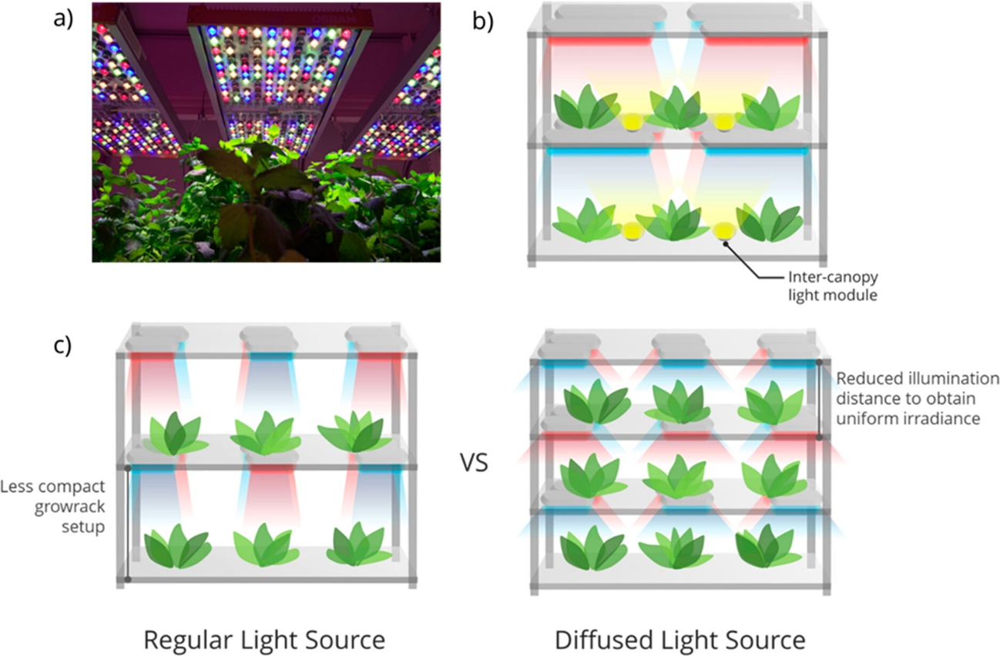 a)
OSRAM
b)
Inter-canopy
light module
c)
Less compact
growrack
setup
VS
Reduced illumination
distance to obtain
uniform irradiance
Regular Light Source
Diffused Light Source